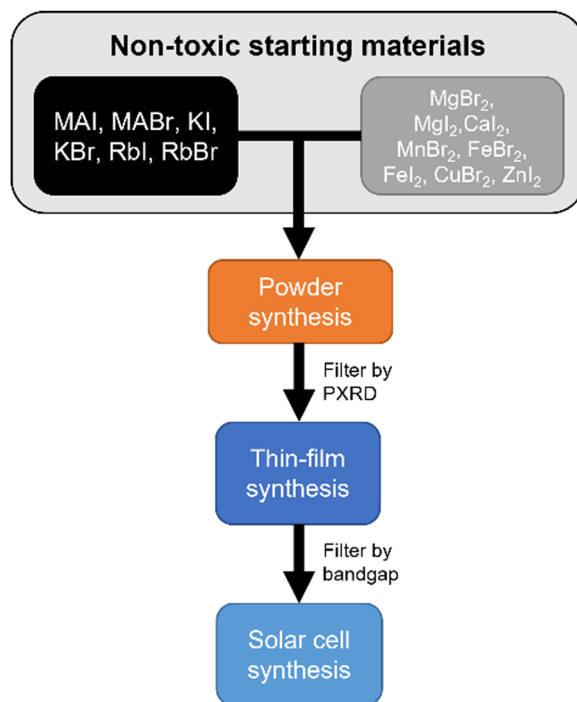 Non-toxic starting materials
MAI, MABr, KI,
KBr, RbI, RbBr
MgBr₂,
MgI₂,CaI₂,
MnBr₂, FeBr₂,
FeI₂, CuBr₂, ZnI₂
Powder
synthesis
Filter by
PXRD
Thin-film
synthesis
Filter by
bandgap
Solar cell
synthesis